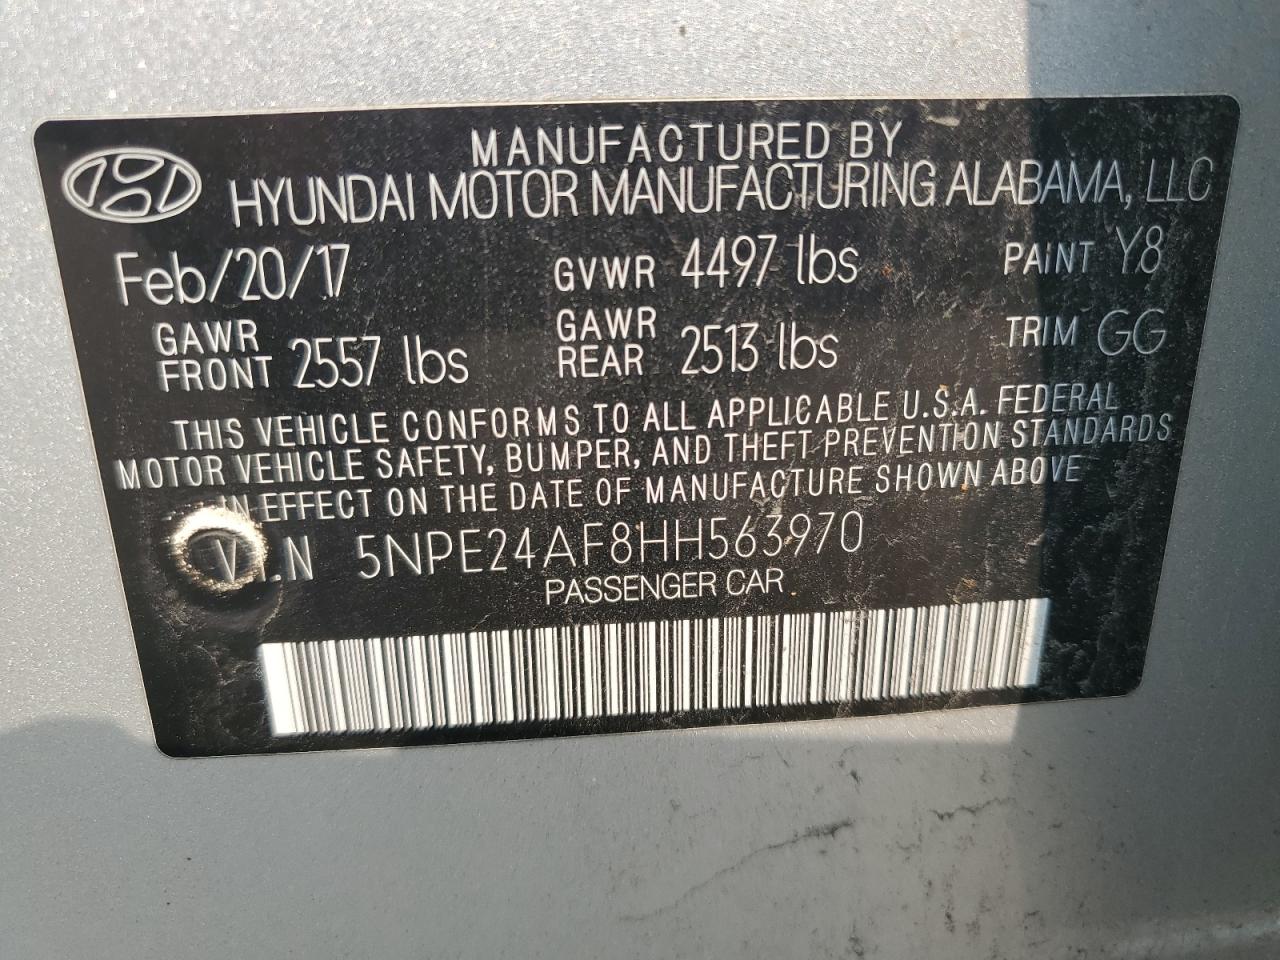 MANUFACTURED BY
HYUNDAI MOTOR MANUFACTURING ALABAMA, LLC
Feb/20/17 GVWR 4497 lbs PAINT Y8
GAWR FRONT 2557 lbs GAWR REAR 2513 lbs TRIM GG
THIS VEHICLE CONFORMS TO ALL APPLICABLE U.S.A. FEDERAL
MOTOR VEHICLE SAFETY, BUMPER, AND THEFT PREVENTION STANDARDS
IN EFFECT ON THE DATE OF MANUFACTURE SHOWN ABOVE
V.I.N 5NPE24AF8HH563970
PASSENGER CAR